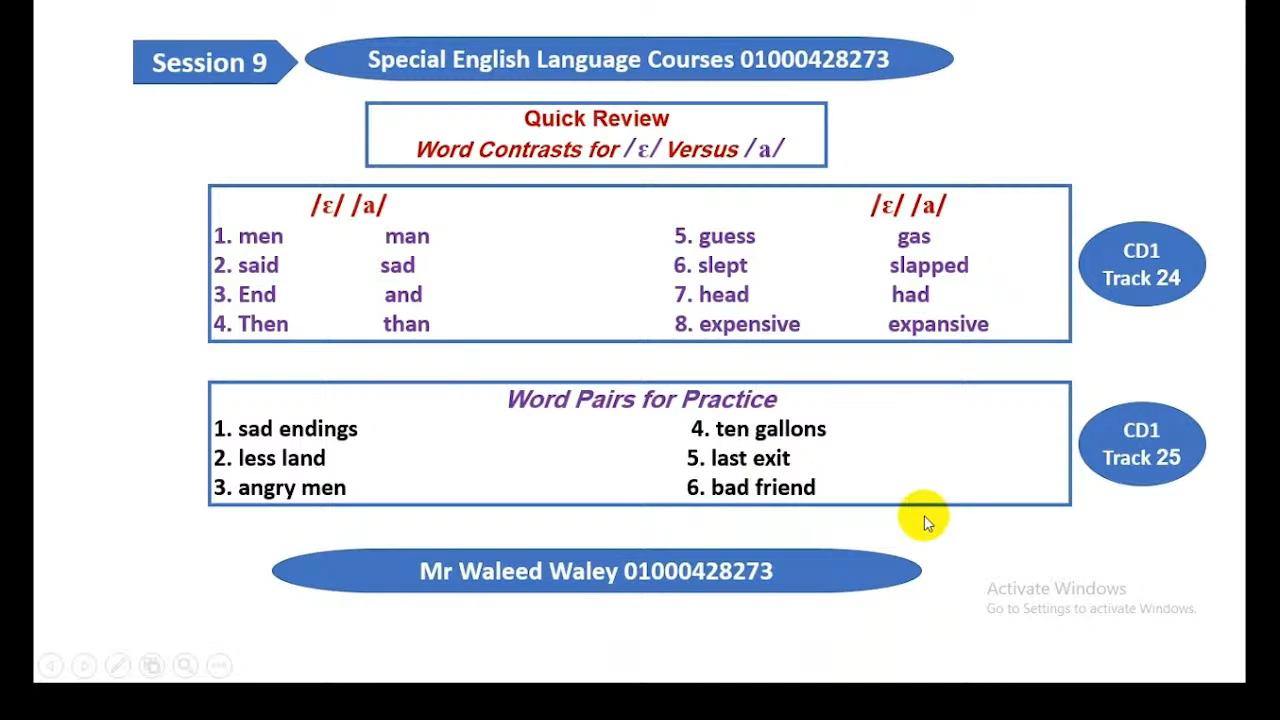 Session 9
Special English Language Courses 01000428273
Quick Review
Word Contrasts for /ɛ/ Versus /a/
/ɛ/ /a/ /ɛ/ /a/
1. men man 5. guess gas
2. said sad 6. slept slapped
3. End and 7. head had
4. Then than 8. expensive expansive
CD1
Track 24
Word Pairs for Practice
1. sad endings 4. ten gallons
2. less land 5. last exit
3. angry men 6. bad friend
CD1
Track 25
Mr Waleed Waley 01000428273
Activate Windows
Go to Settings to activate Windows.